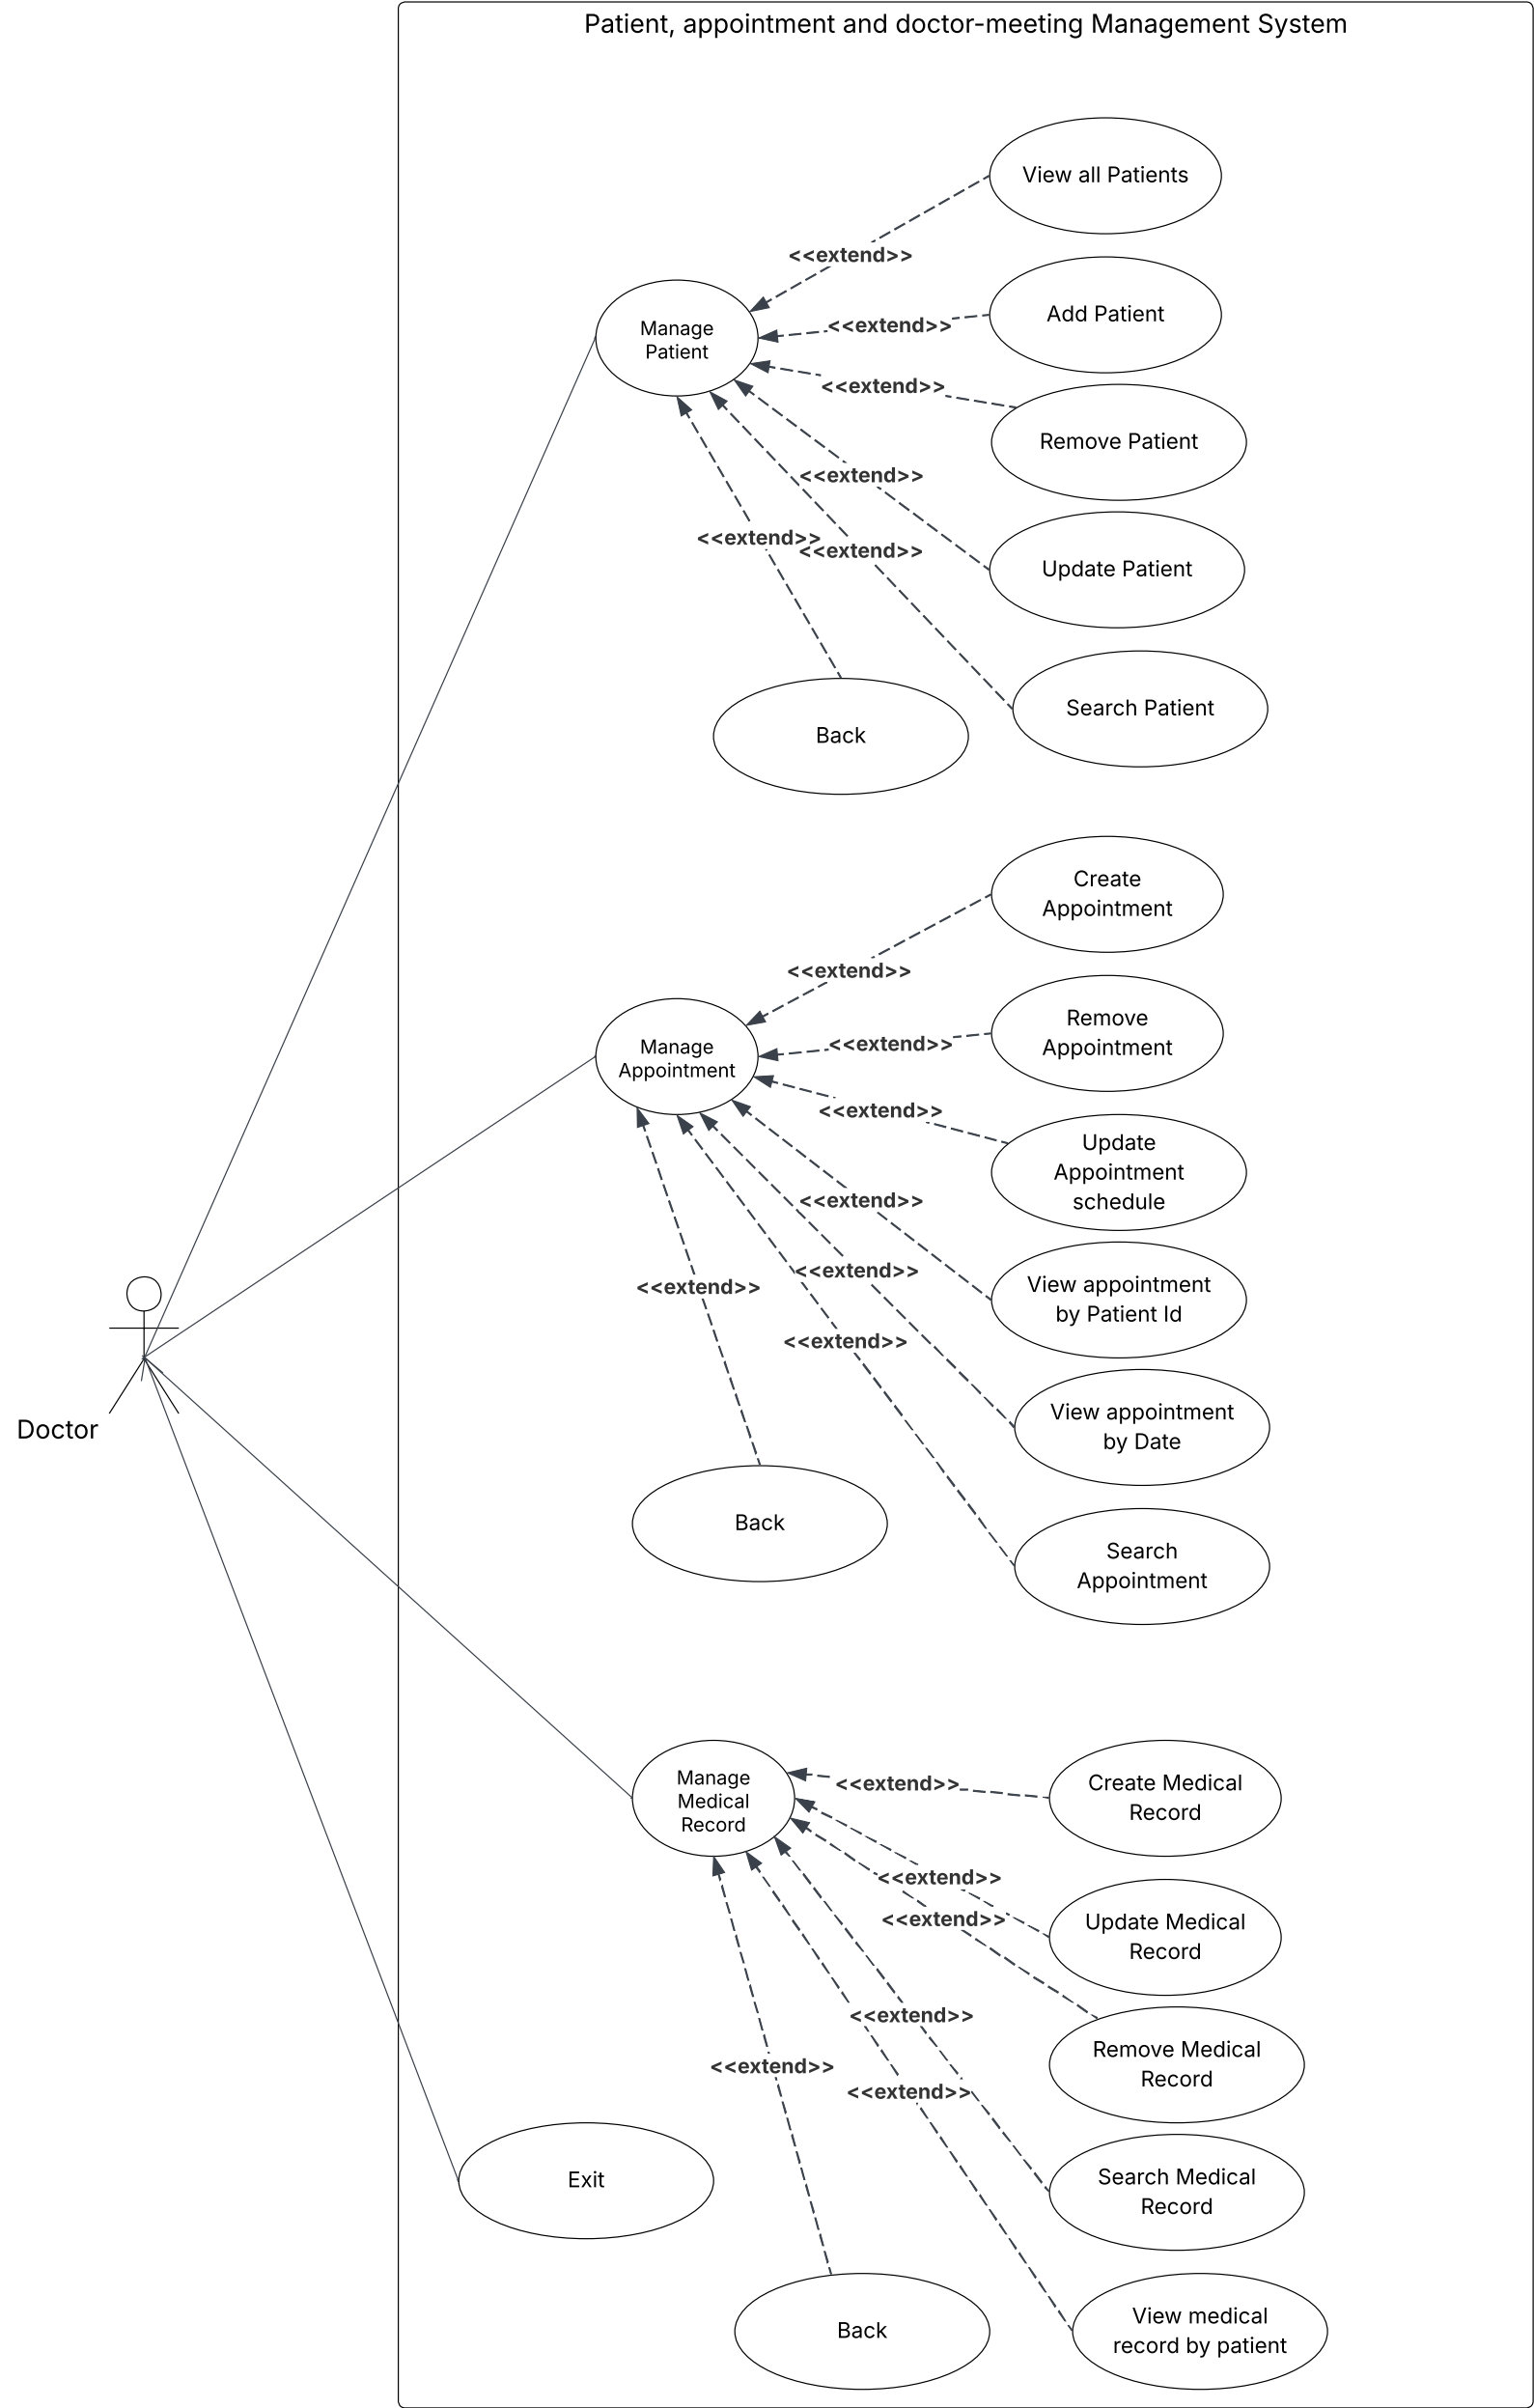 Patient, appointment and doctor-meeting Management System
View all Patients
<<extend>>
Add Patient
<<extend>>
Manage
Patient
<<extend>>
Remove Patient
<<extend>>
<<extend>>
<<extend>>
Update Patient
Search Patient
Back
Create
Appointment
<<extend>>
Remove
Appointment
<<extend>>
Manage
Appointment
<<extend>>
Update
Appointment
schedule
<<extend>>
<<extend>>
<<extend>>
View appointment
by Patient Id
<<extend>>
Doctor
View appointment
by Date
Back
Search
Appointment
Manage
Medical
Record
<<extend>>
Create Medical
Record
<<extend>>
<<extend>>
Update Medical
Record
<<extend>>
Remove Medical
Record
<<extend>>
<<extend>>
Exit
Search Medical
Record
Back
View medical
record by patient